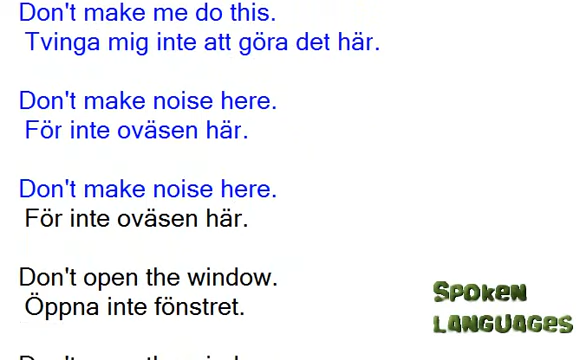 Don't make me do this.
Tvinga mig inte att göra det här.
Don't make noise here.
För inte oväsen här.
Don't make noise here.
För inte oväsen här.
Don't open the window.
Öppna inte fönstret.
Spoken
Languages